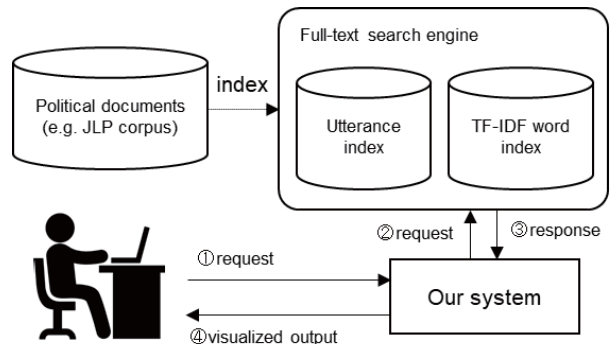 Full-text search engine
Political documents
(e.g. JLP corpus)
index
Utterance
index
TF-IDF word
index
①request
②request
③response
Our system
④visualized output